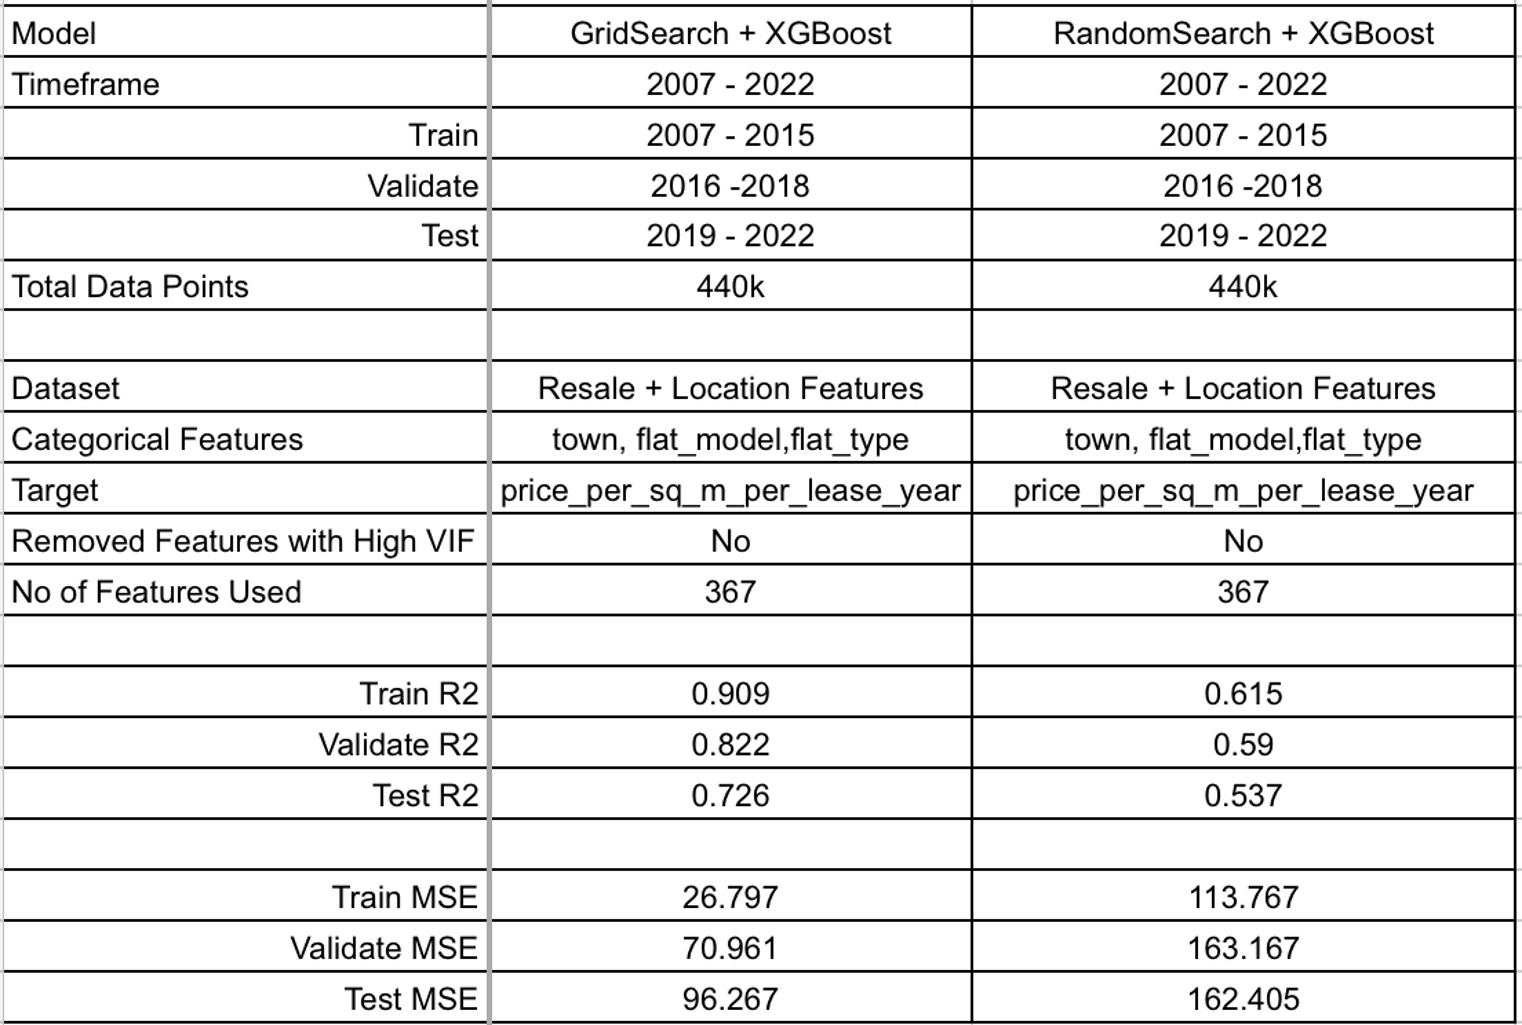 Model GridSearch + XGBoost RandomSearch + XGBoost
Timeframe 2007 - 2022 2007 - 2022
Train 2007 - 2015 2007 - 2015
Validate 2016 -2018 2016 -2018
Test 2019 - 2022 2019 - 2022
Total Data Points 440k 440k
Dataset Resale + Location Features Resale + Location Features
Categorical Features town, flat_model,flat_type town, flat_model,flat_type
Target price_per_sq_m_per_lease_year price_per_sq_m_per_lease_year
Removed Features with High VIF No No
No of Features Used 367 367
Train R2 0.909 0.615
Validate R2 0.822 0.59
Test R2 0.726 0.537
Train MSE 26.797 113.767
Validate MSE 70.961 163.167
Test MSE 96.267 162.405